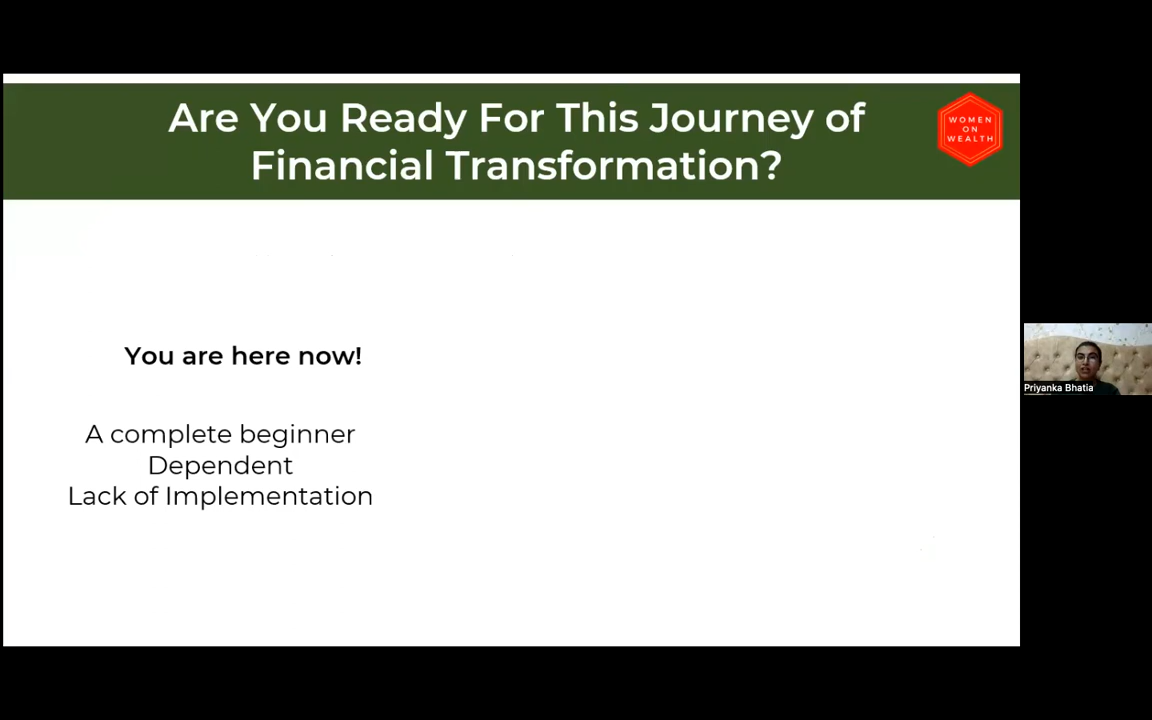 Are You Ready For This Journey of
Financial Transformation?
WOMEN
ON
WEALTH
You are here now!
A complete beginner
Dependent
Lack of Implementation
Priyanka Bhatia